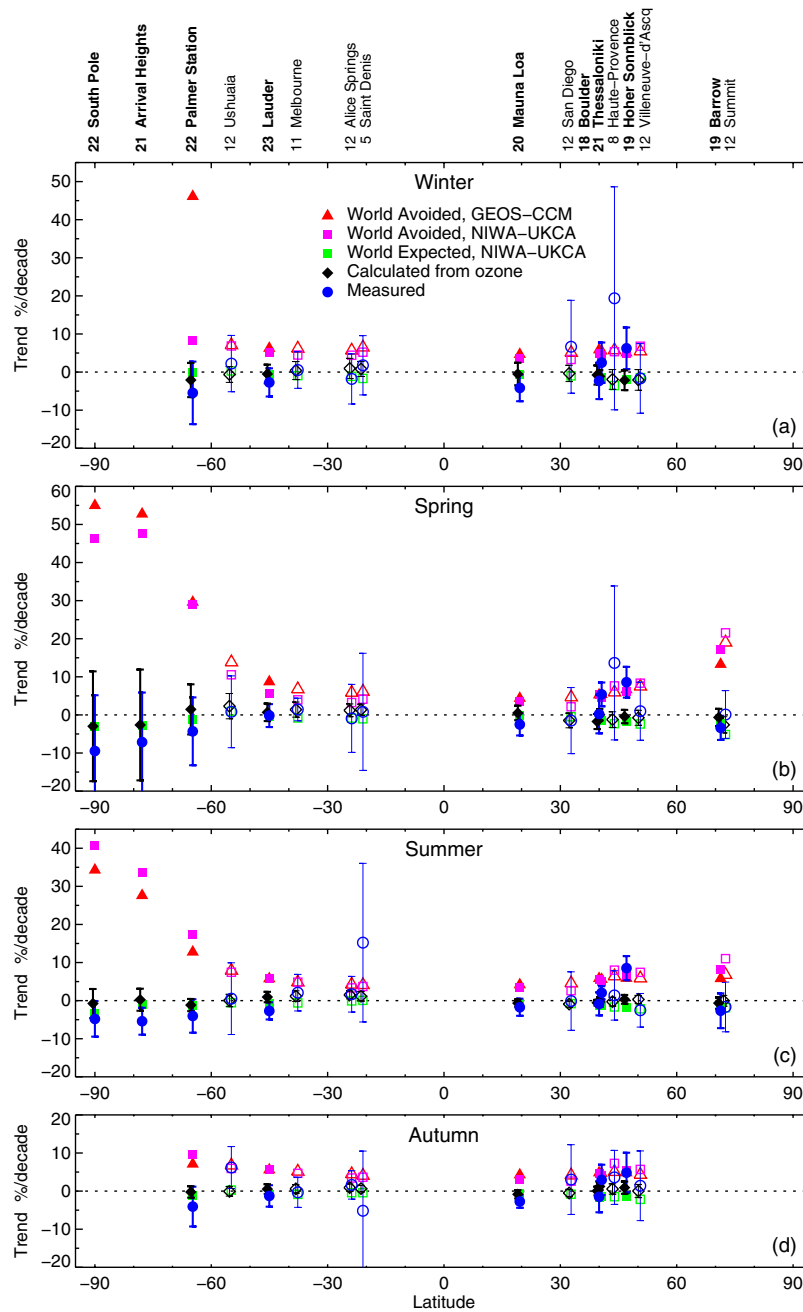 22 South Pole
21 Arrival Heights
22 Palmer Station
12 Ushuaia
23 Lauder
11 Melbourne
12 Alice Springs
5 Saint Denis
20 Mauna Loa
12 San Diego
18 Boulder
21 Thessaloniki
8 Haute−Provence
19 Hoher Sonnblick
12 Villeneuve−d'Ascq
19 Barrow
12 Summit
Winter
World Avoided, GEOS−CCM
World Avoided, NIWA−UKCA
World Expected, NIWA−UKCA
Calculated from ozone
Measured
Trend %/decade
50
40
30
20
10
0
−10
−20
(a)
−90 −60 −30 0 30 60 90
Spring
Trend %/decade
60
50
40
30
20
10
0
−10
−20
(b)
−90 −60 −30 0 30 60 90
Summer
Trend %/decade
40
30
20
10
0
−10
−20
(c)
−90 −60 −30 0 30 60 90
Autumn
Trend %/decade
20
10
0
−10
−20
(d)
−90 −60 −30 0 30 60 90
Latitude